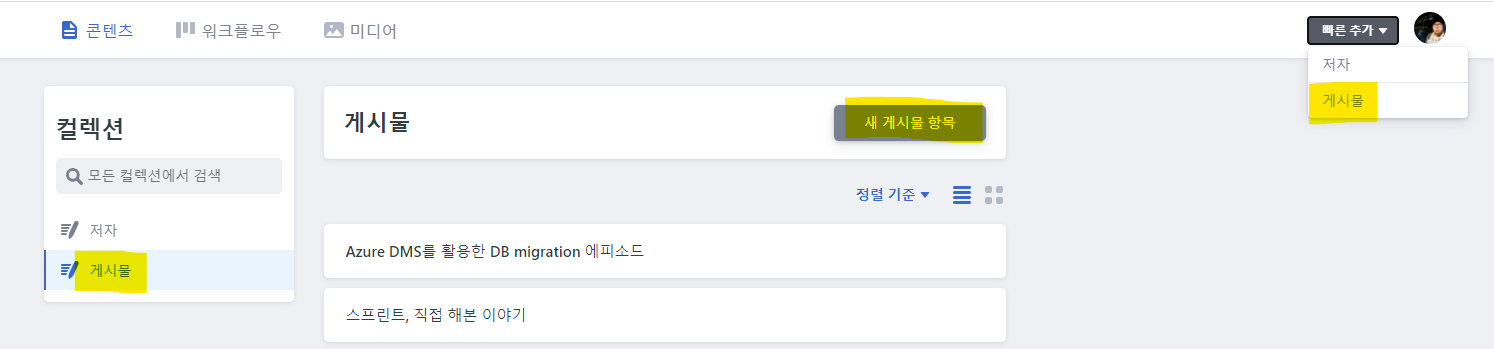 콘텐츠 워크플로우 미디어 빠른 추가
저자
게시물
컬렉션
모든 컬렉션에서 검색
저자
게시물
게시물 새 게시물 항목
정렬 기준
Azure DMS를 활용한 DB migration 에피소드
스프린트, 직접 해본 이야기